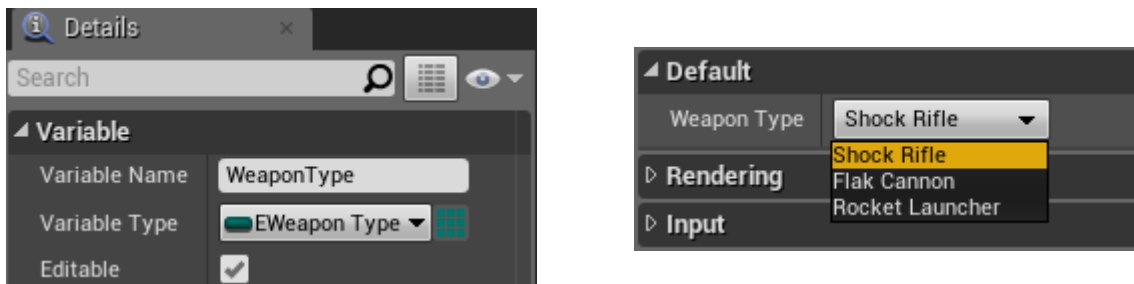 Details
Search
Variable
Variable Name WeaponType
Variable Type EWeapon Type
Editable
Default
Weapon Type Shock Rifle
Shock Rifle
Flak Cannon
Rocket Launcher
Rendering
Input